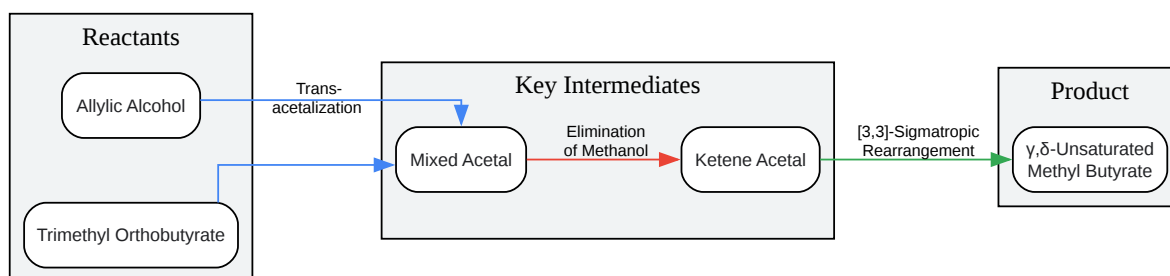 Reactants
Allylic Alcohol
Trimethyl Orthobutyrate
Trans-
acetalization
Key Intermediates
Mixed Acetal
Elimination
of Methanol
Ketene Acetal
[3,3]-Sigmatropic
Rearrangement
Product
γ,δ-Unsaturated
Methyl Butyrate